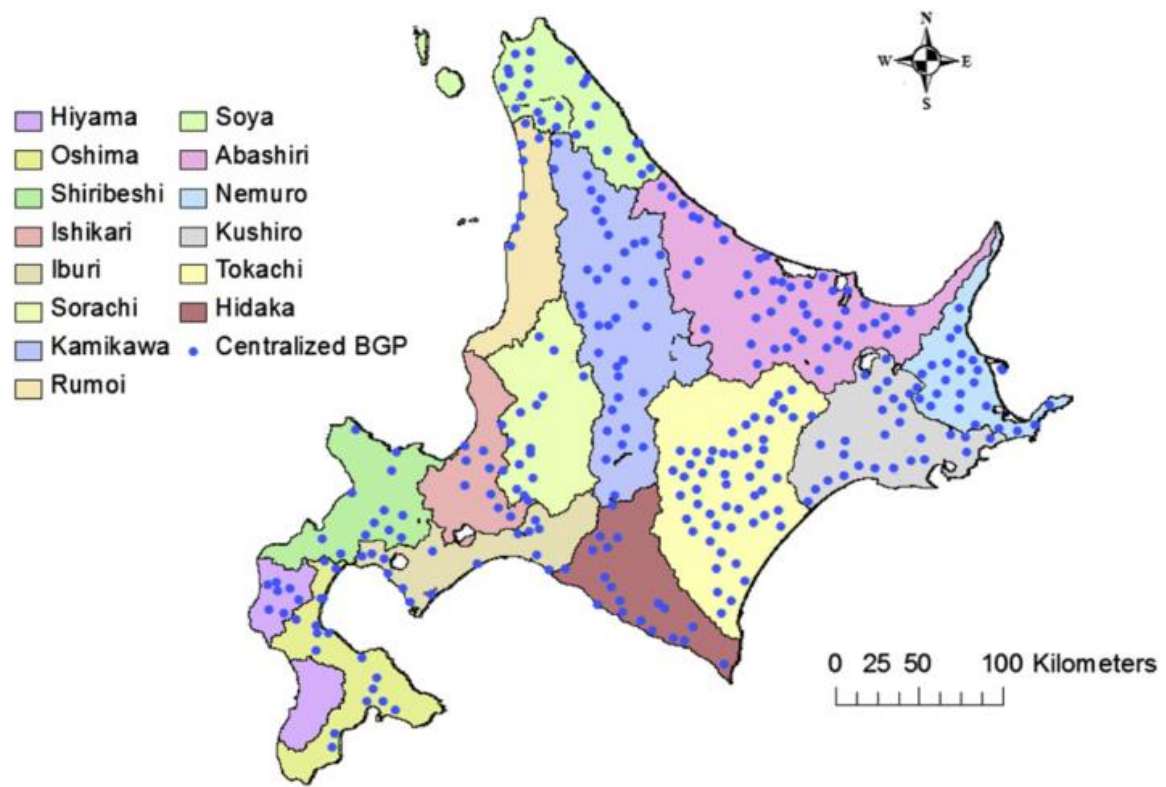 N
W E
S
Hiyama Soya
Oshima Abashiri
Shiribeshi Nemuro
Ishikari Kushiro
Iburi Tokachi
Sorachi Hidaka
Kamikawa Centralized BGP
Rumoi
0 25 50 100 Kilometers